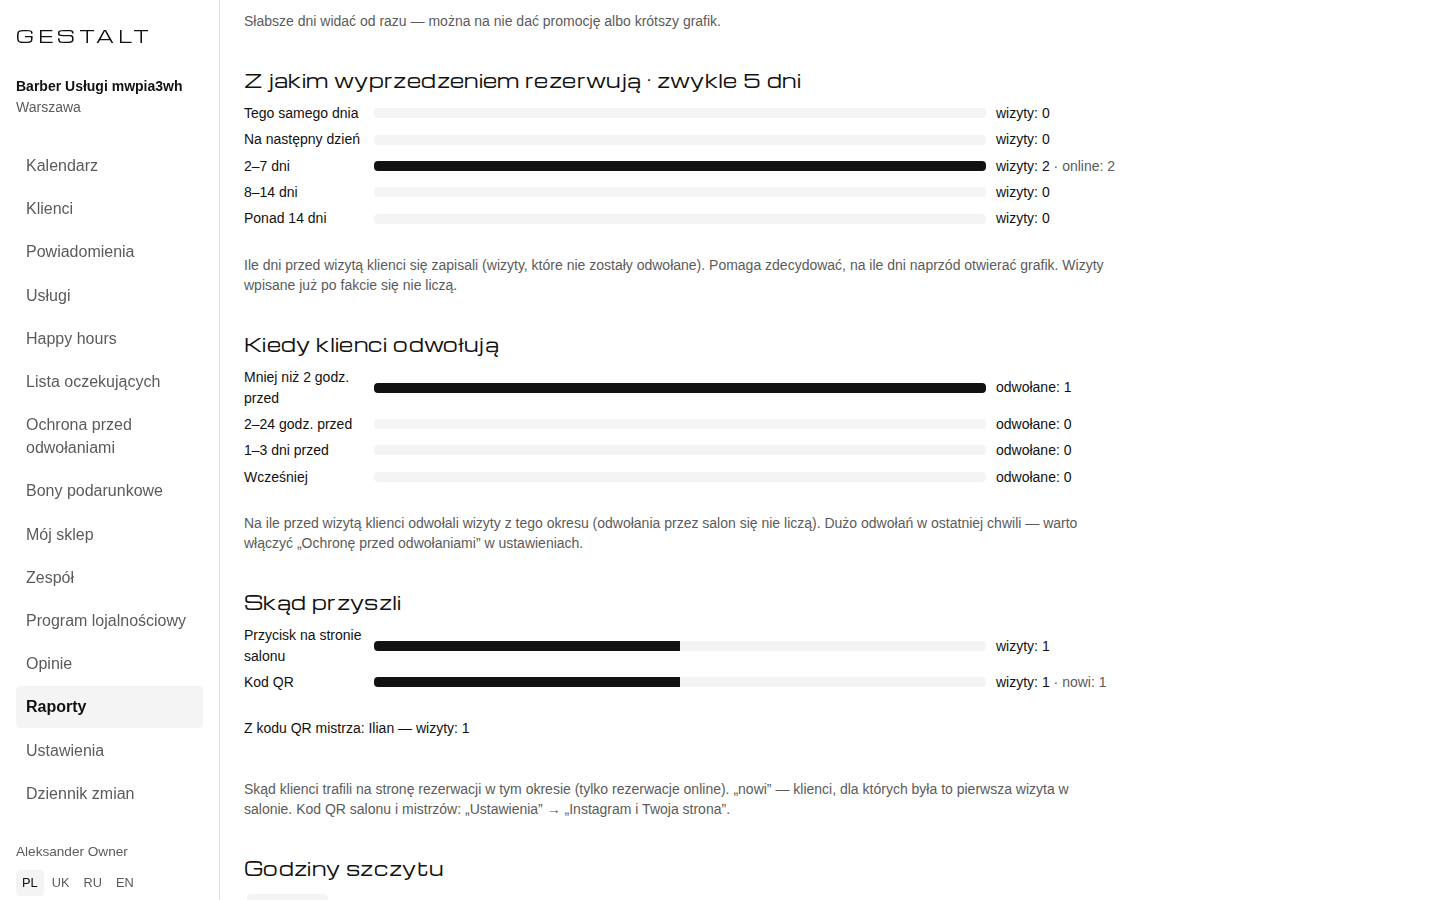 GESTALT
Barber Usługi mwpia3wh
Warszawa
Kalendarz
Klienci
Powiadomienia
Usługi
Happy hours
Lista oczekujących
Ochrona przed
odwołaniami
Bony podarunkowe
Mój sklep
Zespół
Program lojalnościowy
Opinie
Raporty
Ustawienia
Dziennik zmian
Aleksander Owner
PL UK RU EN
Słabsze dni widać od razu — można na nie dać promocję albo krótszy grafik.
Z jakim wyprzedzeniem rezerwują · zwykle 5 dni
Tego samego dnia wizyty: 0
Na następny dzień wizyty: 0
2–7 dni wizyty: 2 · online: 2
8–14 dni wizyty: 0
Ponad 14 dni wizyty: 0
Ile dni przed wizytą klienci się zapisali (wizyty, które nie zostały odwołane). Pomaga zdecydować, na ile dni naprzód otwierać grafik. Wizyty
wpisane już po fakcie się nie liczą.
Kiedy klienci odwołują
Mniej niż 2 godz.
przed
odwołane: 1
2–24 godz. przed odwołane: 0
1–3 dni przed odwołane: 0
Wcześniej odwołane: 0
Na ile przed wizytą klienci odwołali wizyty z tego okresu (odwołania przez salon się nie liczą). Dużo odwołań w ostatniej chwili — warto
włączyć „Ochronę przed odwołaniami” w ustawieniach.
Skąd przyszli
Przycisk na stronie
salonu
wizyty: 1
Kod QR wizyty: 1 · nowi: 1
Z kodu QR mistrza: Ilian — wizyty: 1
Skąd klienci trafili na stronę rezerwacji w tym okresie (tylko rezerwacje online). „nowi” — klienci, dla których była to pierwsza wizyta w
salonie. Kod QR salonu i mistrzów: „Ustawienia” → „Instagram i Twoja strona”.
Godziny szczytu